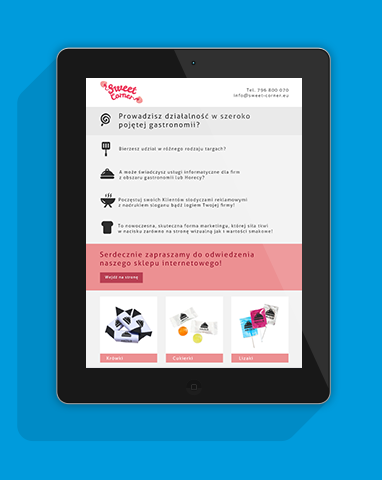 Sweet
Corner
Tel. 796 800 070
info@sweet-corner.eu
Prowadzisz działalność w szeroko
pojętej gastronomii?
Bierzesz udział w różnego rodzaju targach?
A może świadczysz usługi informatyczne dla firm
z obszaru gastronomii lub Horecy?
Poczęstuj swoich Klientów słodyczami reklamowymi
z nadrukiem sloganu bądź logiem Twojej firmy!
To nowoczesna, skuteczna forma marketingu, której siła tkwi
w nacisku zarówno na stronę wizualną jak i wartości smakowe!
Serdecznie zapraszamy do odwiedzenia
naszego sklepu internetowego!
Wejdź na stronę
Krówki
Cukierki
Lizaki